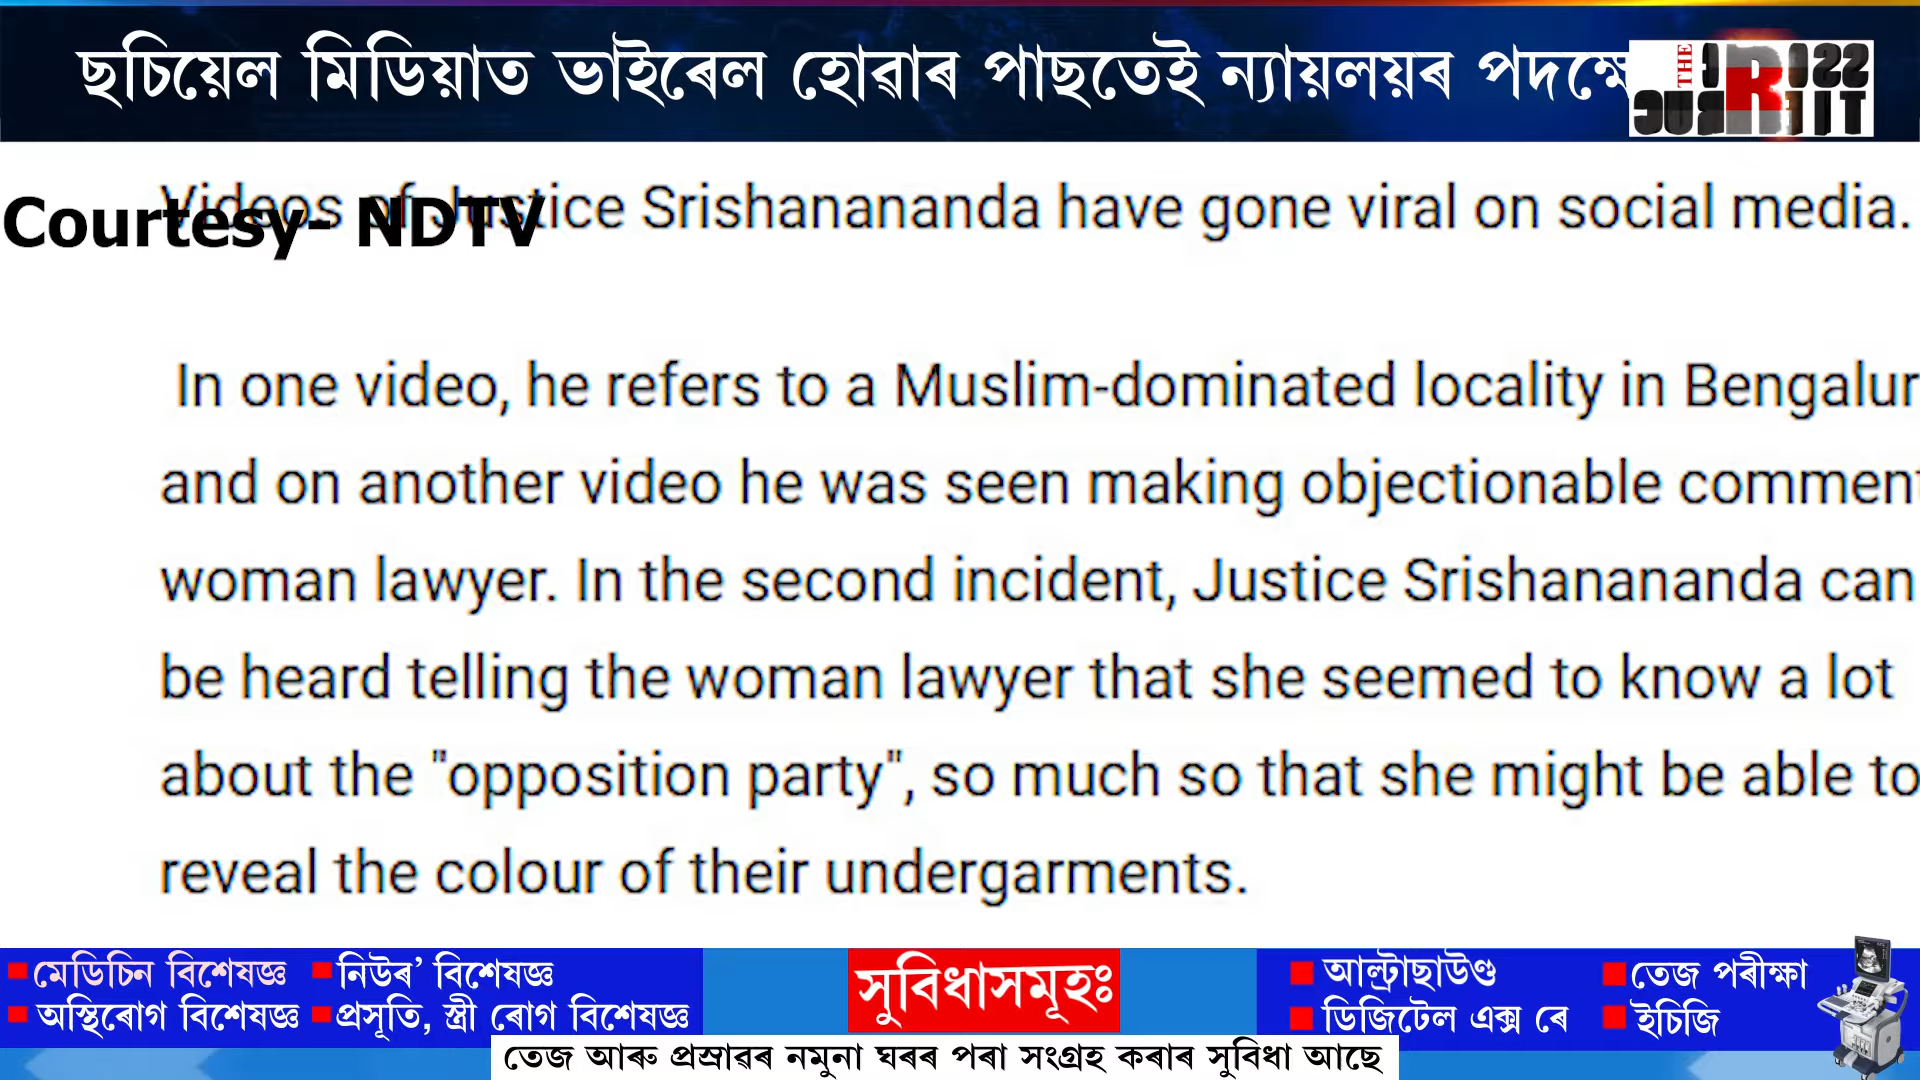 ছচিয়েল মিডিয়াত ভাইৰেল হোৱাৰ পাছতেই ন্যায়লয়ৰ পদক্ষে
THE
Videos of Justice Srishanananda have gone viral on social media.
Courtesy- NDTV
In one video, he refers to a Muslim-dominated locality in Bengalur
and on another video he was seen making objectionable comment
woman lawyer. In the second incident, Justice Srishanananda can
be heard telling the woman lawyer that she seemed to know a lot
about the "opposition party", so much so that she might be able to
reveal the colour of their undergarments.
মেডিচিন বিশেষজ্ঞ নিউৰ’ বিশেষজ্ঞ
অস্থিৰোগ বিশেষজ্ঞ প্ৰসূতি, স্ত্ৰী ৰোগ বিশেষজ্ঞ
সুবিধাসমূহঃ
আল্ট্ৰাছাউণ্ড তেজ পৰীক্ষা
ডিজিটেল এক্স ৰে ইচিজি
তেজ আৰু প্ৰস্ৰাৱৰ নমুনা ঘৰৰ পৰা সংগ্ৰহ কৰাৰ সুবিধা আছে